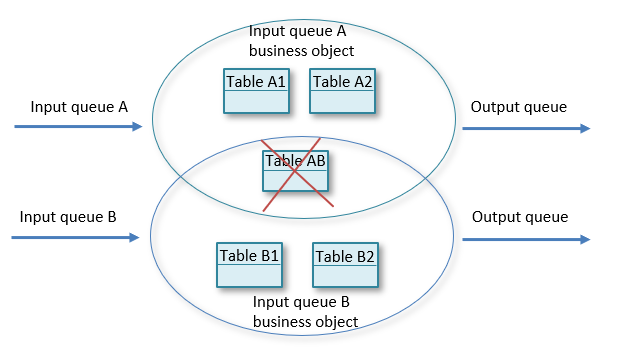 Input queue A
business object
Table A1
Table A2
Input queue A
Output queue
Table AB
Input queue B
Output queue
Table B1
Table B2
Input queue B
business object